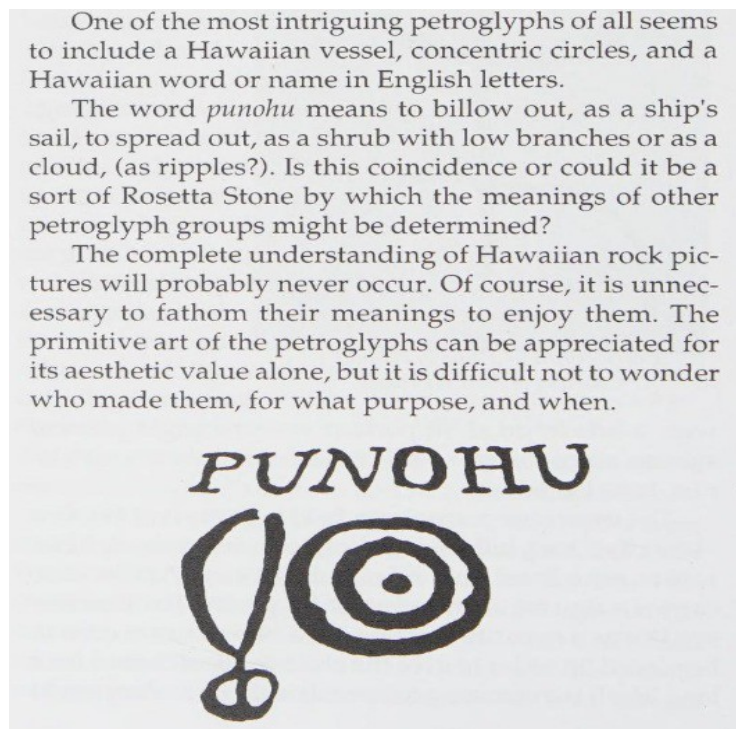 One of the most intriguing petroglyphs of all seems
to include a Hawaiian vessel, concentric circles, and a
Hawaiian word or name in English letters.
The word punohu means to billow out, as a ship's
sail, to spread out, as a shrub with low branches or as a
cloud, (as ripples?). Is this coincidence or could it be a
sort of Rosetta Stone by which the meanings of other
petroglyph groups might be determined?
The complete understanding of Hawaiian rock pic-
tures will probably never occur. Of course, it is unnec-
essary to fathom their meanings to enjoy them. The
primitive art of the petroglyphs can be appreciated for
its aesthetic value alone, but it is difficult not to wonder
who made them, for what purpose, and when.
PUNOHU